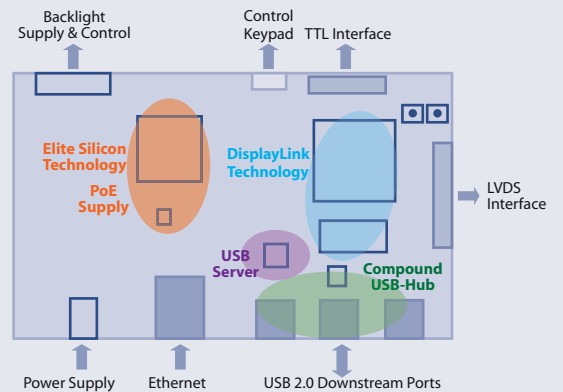 Backlight
Supply & Control
Control
Keypad
TTL Interface
Elite Silicon
Technology
PoE
Supply
DisplayLink
Technology
LVDS
Interface
USB
Server
Compound
USB-Hub
Power Supply
Ethernet
USB 2.0 Downstream Ports